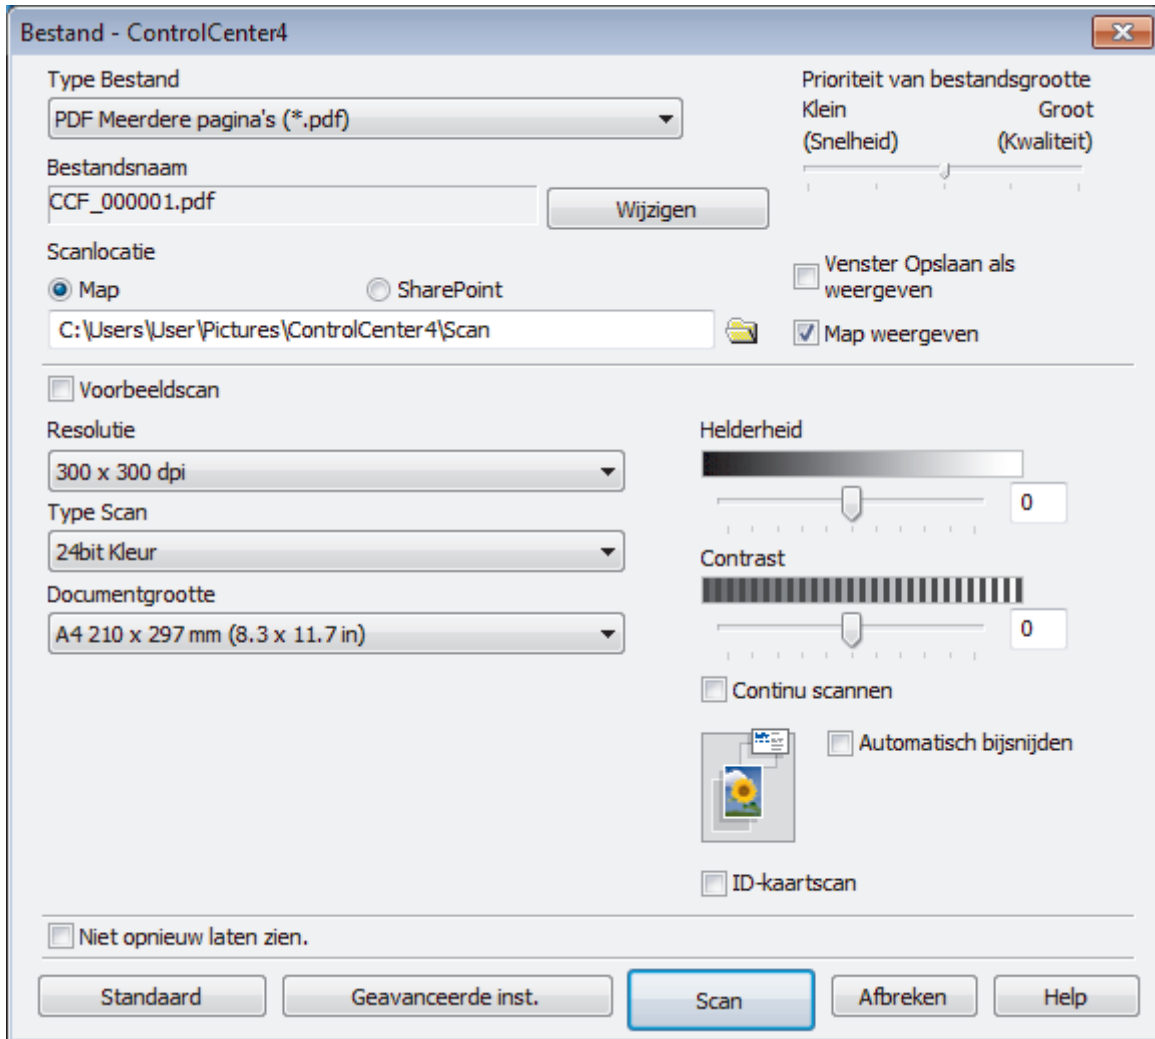 Bestand - ControlCenter4
Type Bestand
PDF Meerdere pagina's (*.pdf)
Prioriteit van bestandsgrootte
Klein Groot
(Snelheid) (Kwaliteit)
Bestandsnaam
CCF_000001.pdf
Wijzigen
Scanlocatie
Map
SharePoint
C:\Users\User\Pictures\ControlCenter4\Scan
Venster Opslaan als
weergeven
Map weergeven
Voorbeeldscan
Resolutie
300 x 300 dpi
Type Scan
24bit Kleur
Documentgrootte
A4 210 x 297 mm (8.3 x 11.7 in)
Helderheid
0
Contrast
0
Continu scannen
Automatisch bijsnijden
ID-kaartscan
Niet opnieuw laten zien.
Standaard
Geavanceerde inst.
Scan
Afbreken
Help